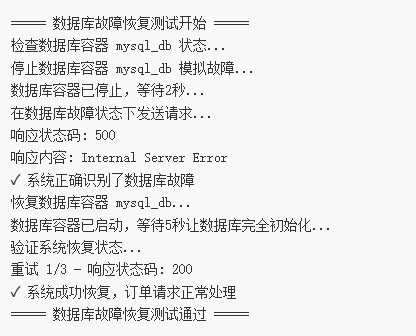 ===== 数据库故障恢复测试开始 =====
检查数据库容器 mysql_db 状态...
停止数据库容器 mysql_db 模拟故障...
数据库容器已停止，等待2秒...
在数据库故障状态下发送请求...
响应状态码: 500
响应内容: Internal Server Error
✓ 系统正确识别了数据库故障
恢复数据库容器 mysql_db...
数据库容器已启动，等待5秒让数据库完全初始化...
验证系统恢复状态...
重试 1/3 - 响应状态码: 200
✓ 系统成功恢复，订单请求正常处理
===== 数据库故障恢复测试通过 =====